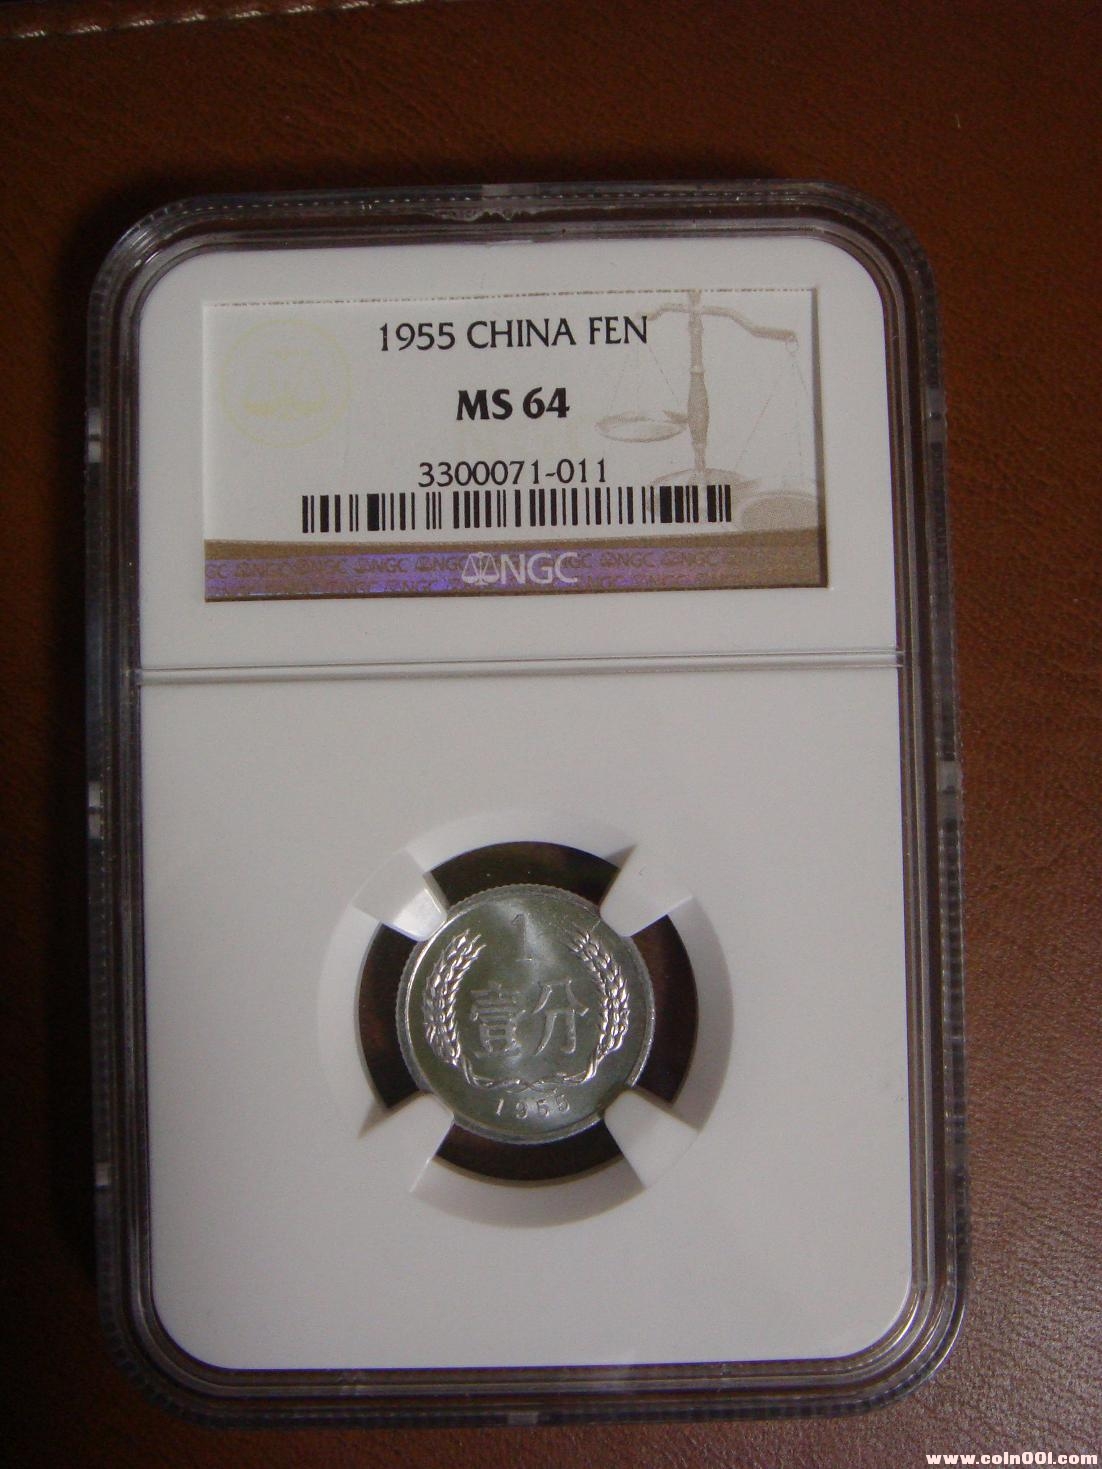 1955 CHINA FEN
MS 64
3300071-011
NGC
1
壹分
1955
www.coin001.com